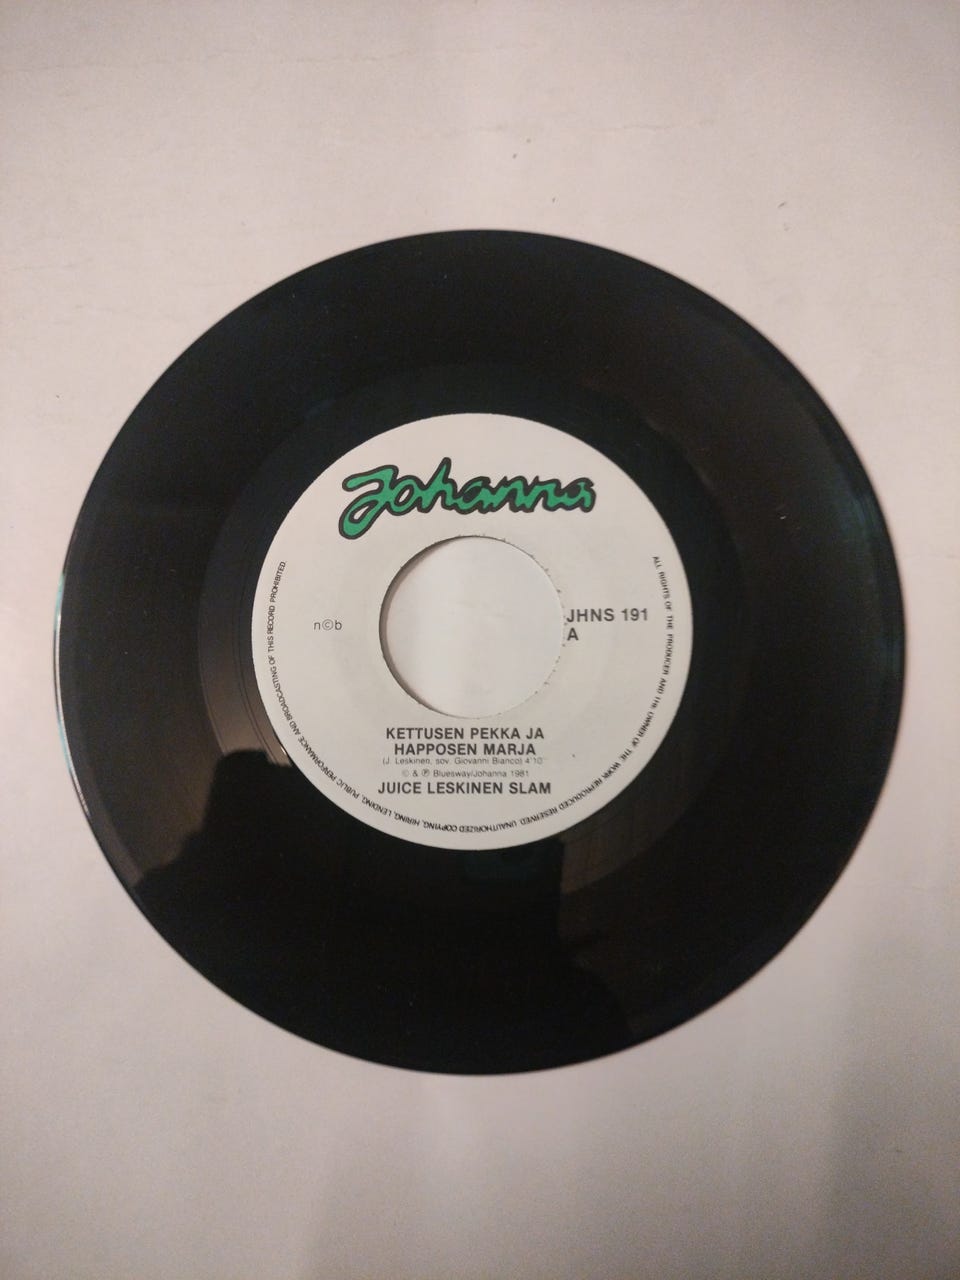 Johanna
n©b
JHNS 191
A
KETTUSEN PEKKA JA
HAPPOSEN MARJA
(J. Leskinen, sov. Giovanni Bianco) 4'10
© & ℗ Bluesway/Johanna 1981
JUICE LESKINEN SLAM
ALL RIGHTS OF THE PRODUCER AND THE OWNER OF THE WORK REPRODUCED RESERVED. UNAUTHORIZED COPYING, HIRING, LENDING, PUBLIC PERFORMANCE AND BROADCASTING OF THIS RECORD PROHIBITED